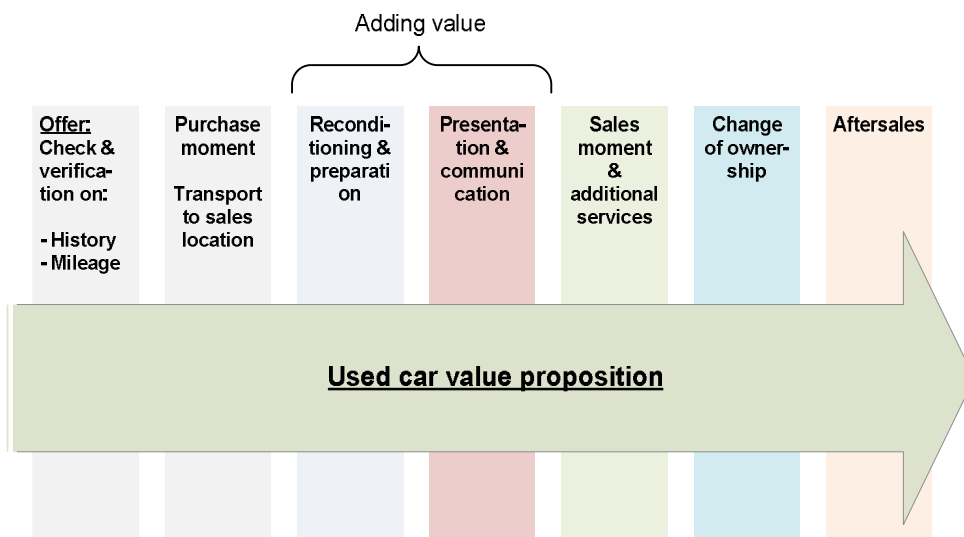 Adding value
Offer:
Check &
verifica-
tion on:
- History
- Mileage
Purchase
moment
Transport
to sales
location
Recondi-
tioning &
preparati
on
Presenta-
tion &
communi
cation
Sales
moment
&
additional
services
Change
of owner-
ship
Aftersales
Used car value proposition